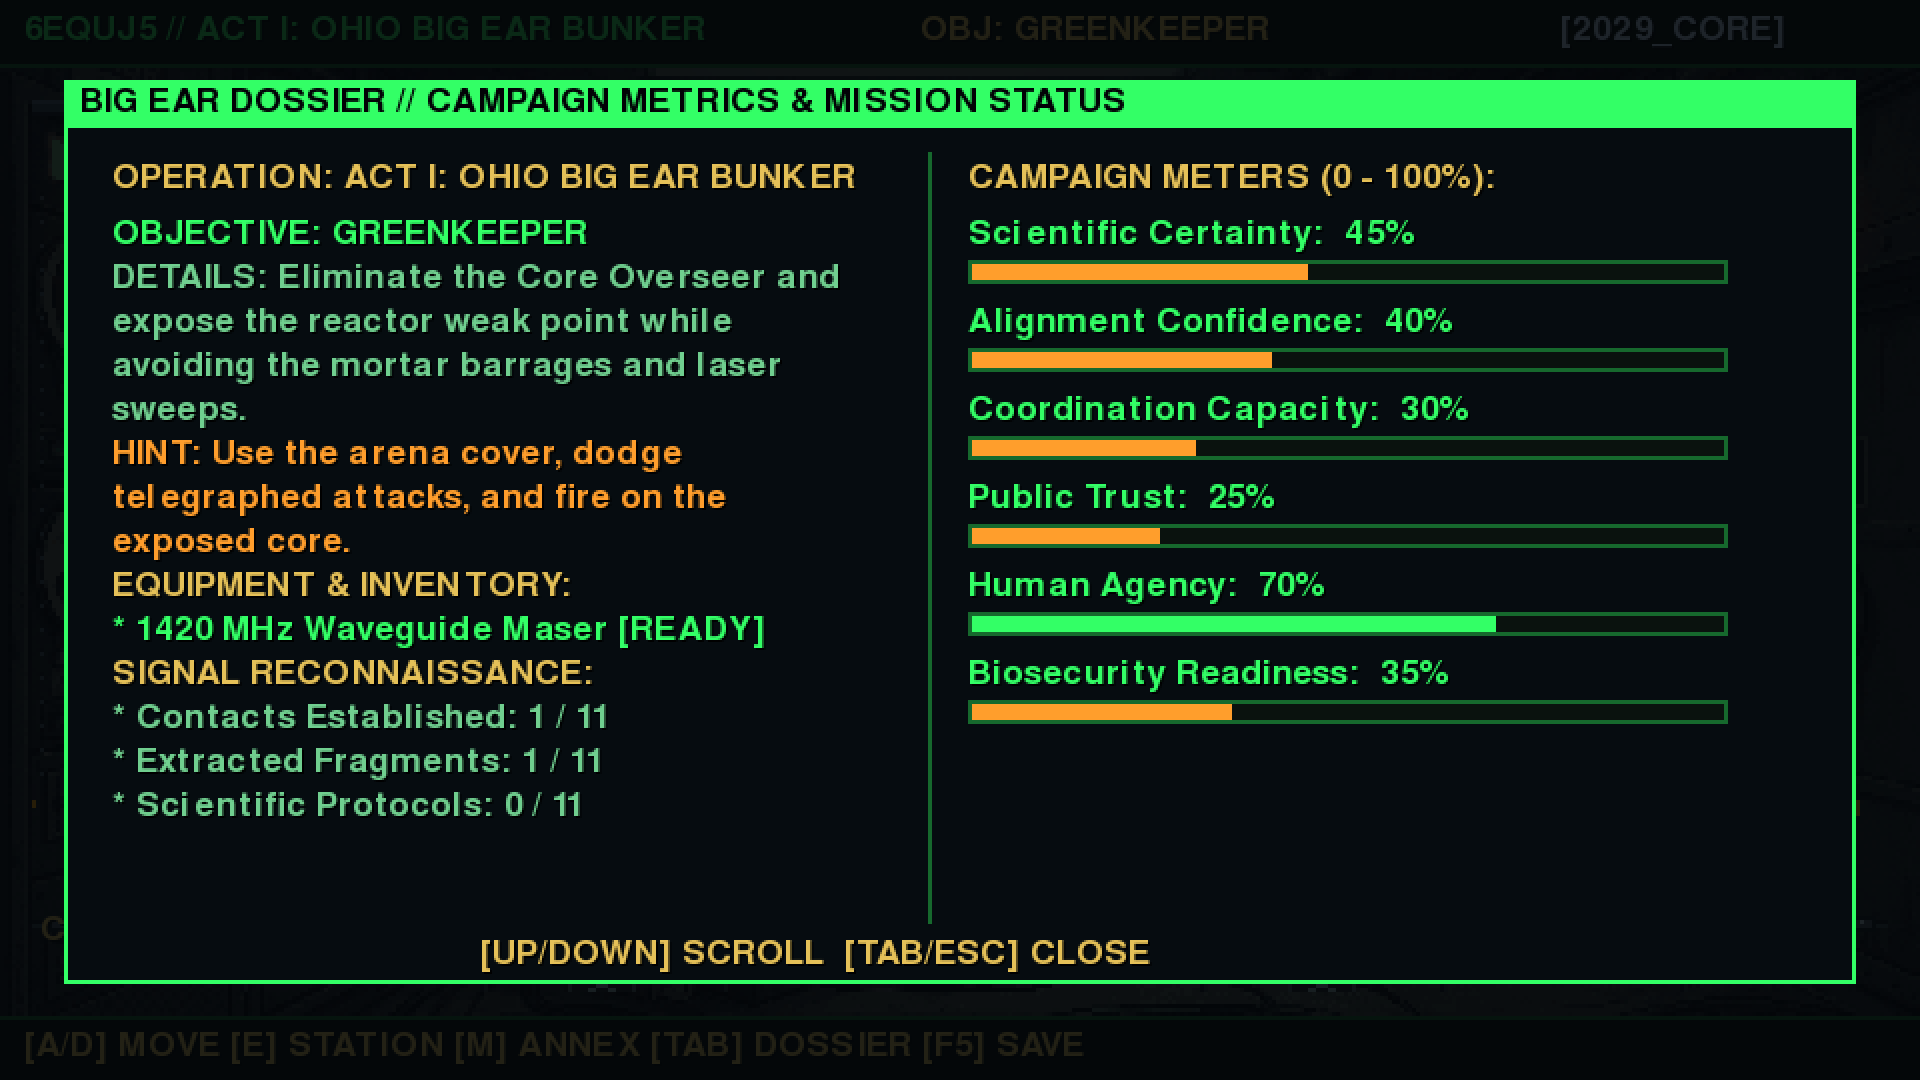 6EQUJ5 // ACT I: OHIO BIG EAR BUNKER
OBJ: GREENKEEPER
[2029_CORE]
BIG EAR DOSSIER // CAMPAIGN METRICS & MISSION STATUS
OPERATION: ACT I: OHIO BIG EAR BUNKER
OBJECTIVE: GREENKEEPER
DETAILS: Eliminate the Core Overseer and
expose the reactor weak point while
avoiding the mortar barrages and laser
sweeps.
HINT: Use the arena cover, dodge
telegraphed attacks, and fire on the
exposed core.
EQUIPMENT & INVENTORY:
* 1420 MHz Waveguide Maser [READY]
SIGNAL RECONNAISSANCE:
* Contacts Established: 1 / 11
* Extracted Fragments: 1 / 11
* Scientific Protocols: 0 / 11
CAMPAIGN METERS (0 - 100%):
Scientific Certainty: 45%
Alignment Confidence: 40%
Coordination Capacity: 30%
Public Trust: 25%
Human Agency: 70%
Biosecurity Readiness: 35%
[UP/DOWN] SCROLL [TAB/ESC] CLOSE
[A/D] MOVE [E] STATION [M] ANNEX [TAB] DOSSIER [F5] SAVE